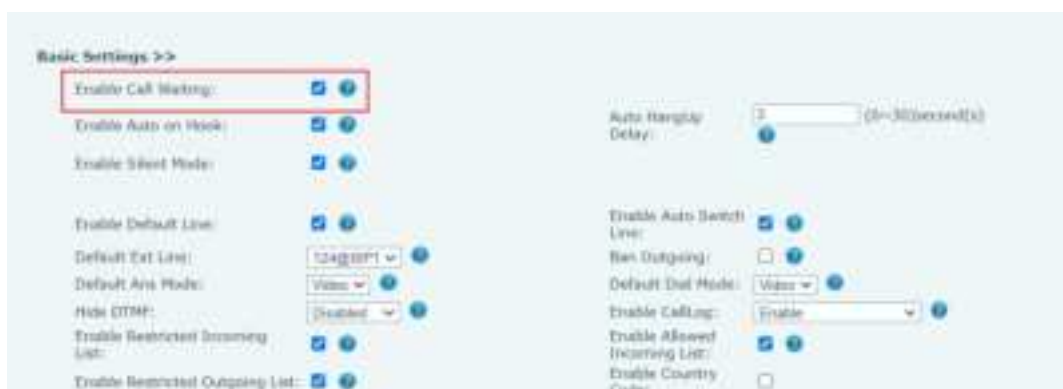 Basic Settings >>
Enable Call Waiting:
Enable Auto on Hook:
Auto HangUp Delay:
3
(0~30)second(s)
Enable Silent Mode:
Enable Default Line:
Enable Auto Switch Line:
Default Ext Line:
Ban Outgoing:
Default Ans Mode:
Video
Default Dial Mode:
Video
Hide DTMF:
Disabled
Enable CallLog:
Enable
Enable Restricted Incoming List:
Enable Allowed Incoming List:
Enable Restricted Outgoing List:
Enable Country